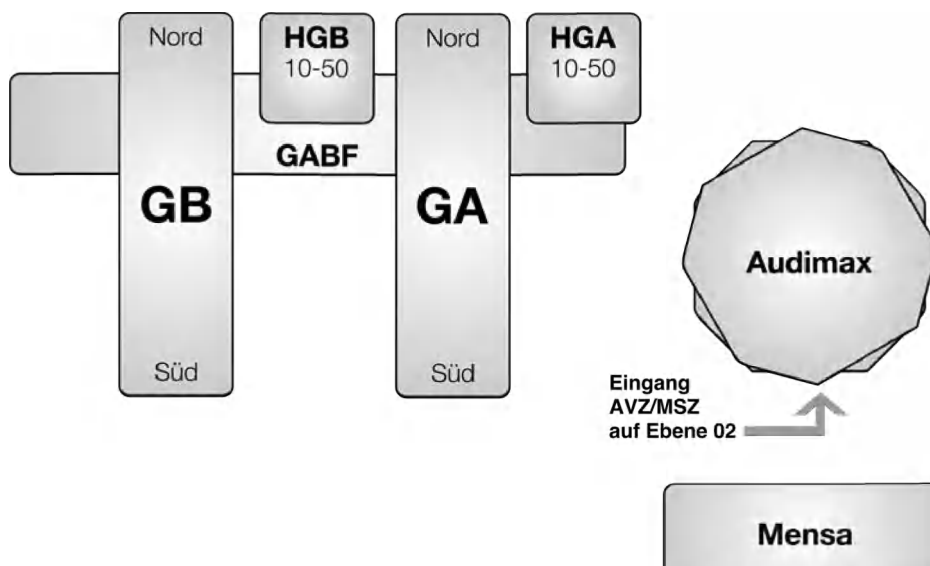 Nord
HGB
10-50
Nord
HGA
10-50
GABF
GB
GA
Audimax
Süd
Süd
Eingang
AVZ/MSZ
auf Ebene 02
Mensa